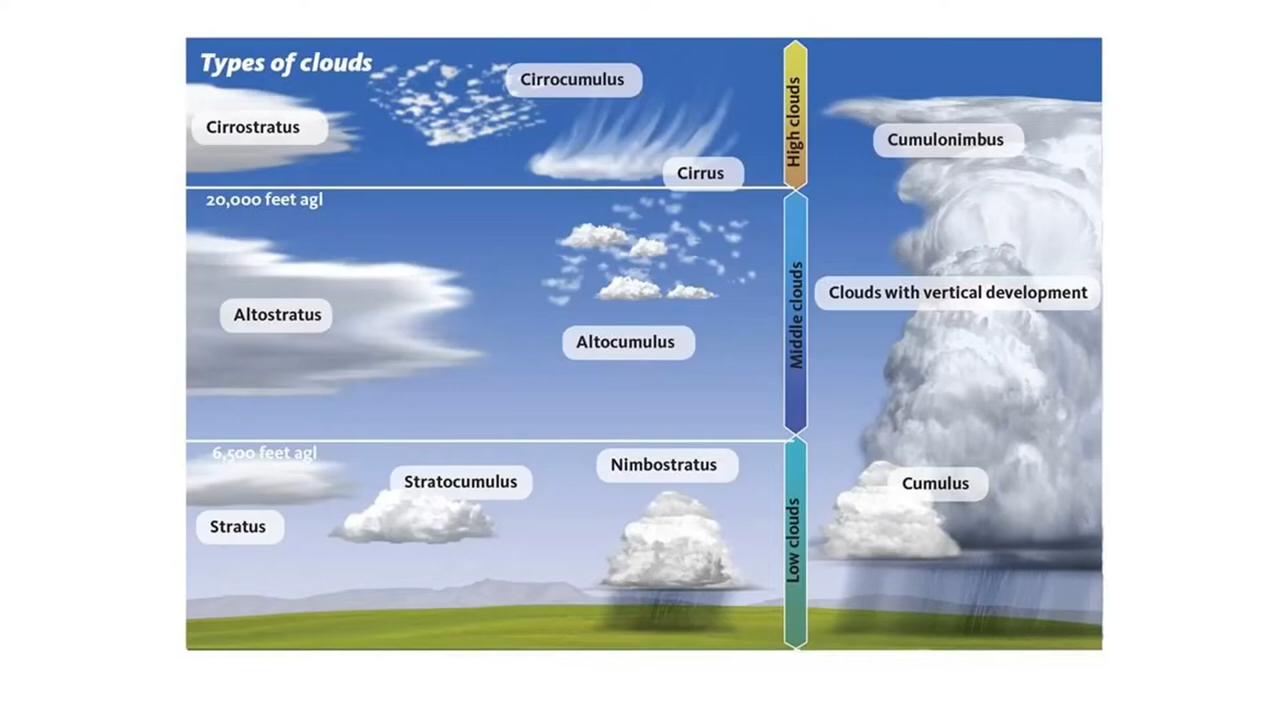 Types of clouds
Cirrocumulus
Cirrostratus
Cirrus
High clouds
Cumulonimbus
20,000 feet agl
Altostratus
Altocumulus
Middle clouds
Clouds with vertical development
6,500 feet agl
Stratus
Stratocumulus
Nimbostratus
Low clouds
Cumulus